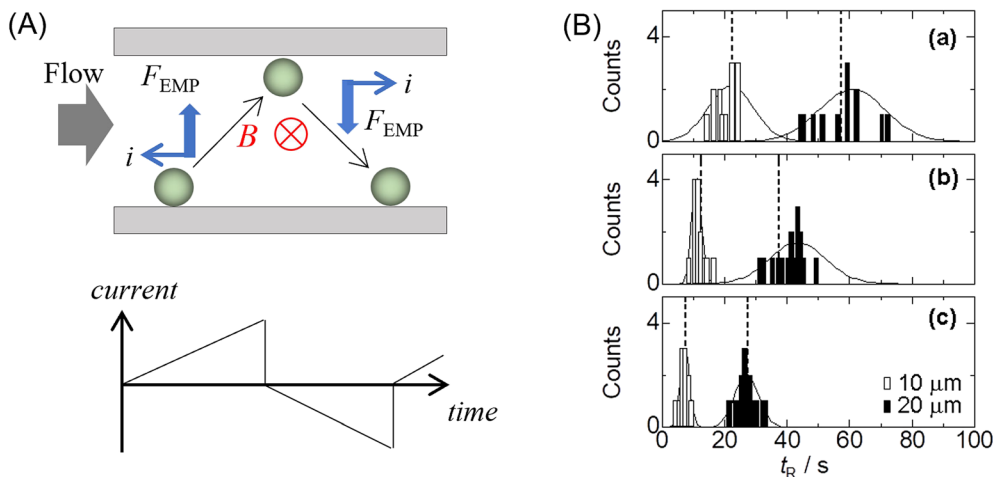 (A)
Flow
F_EMP
i
B
i
F_EMP
current
time
(B)
Counts
4
0
(a)
Counts
4
0
(b)
Counts
4
0
(c)
10 μm
20 μm
0 20 40 60 80 100
t_R / s